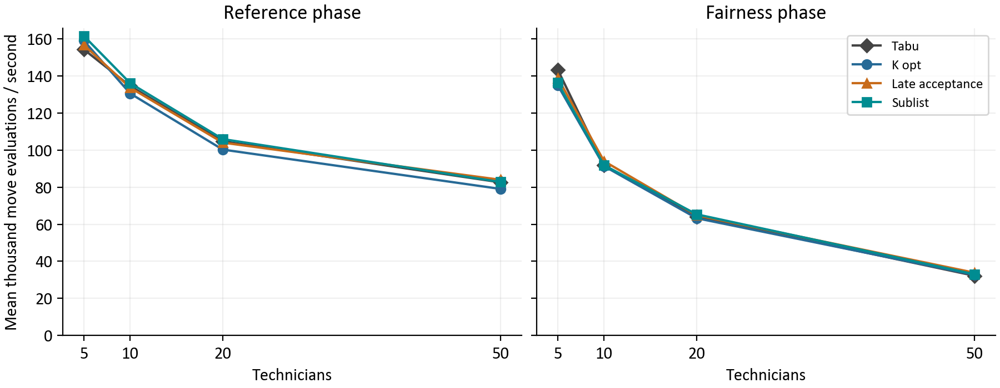 Reference phase
Fairness phase
Mean thousand move evaluations / second
160
140
120
100
80
60
40
20
0
5 10 20 50
Technicians
Tabu
K opt
Late acceptance
Sublist
5 10 20 50
Technicians